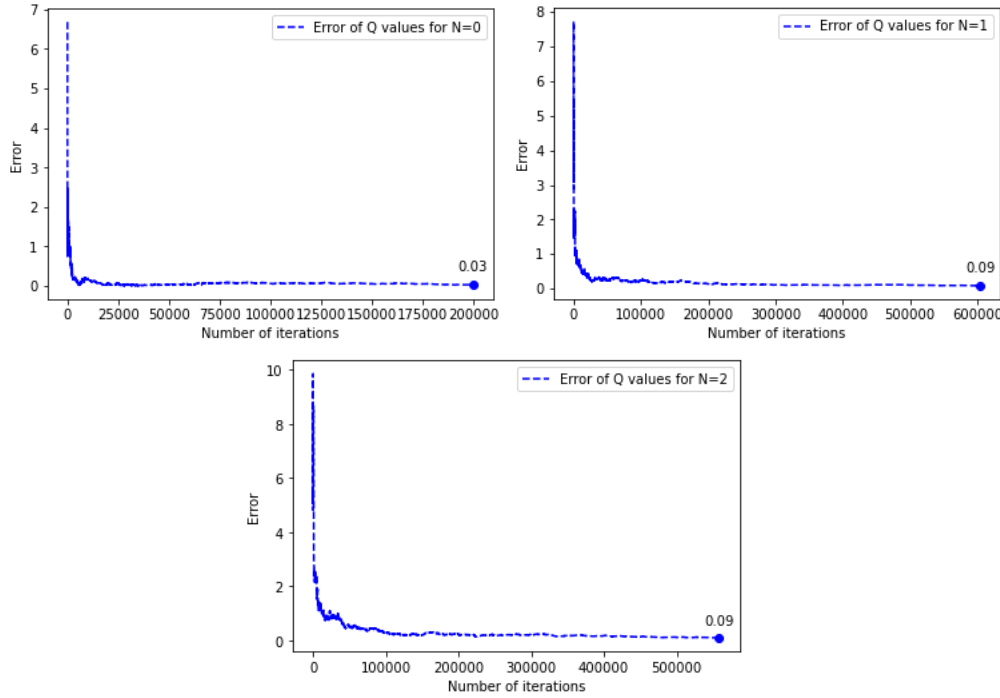 Error of Q values for N=0
7
6
5
4
3
2
1
0
Error
0.03
0 25000 50000 75000 100000 125000 150000 175000 200000
Number of iterations
Error of Q values for N=1
8
7
6
5
4
3
2
1
0
Error
0.09
0 100000 200000 300000 400000 500000 600000
Number of iterations
Error of Q values for N=2
10
8
6
4
2
0
Error
0.09
0 100000 200000 300000 400000 500000
Number of iterations